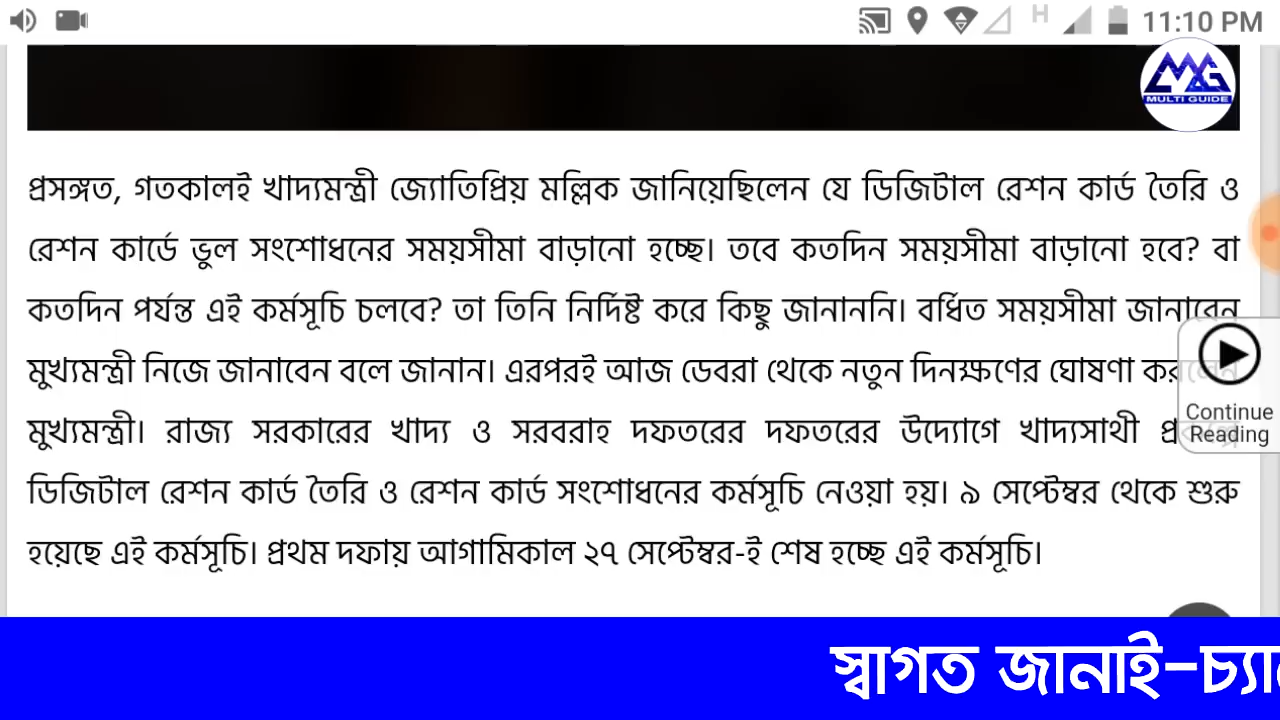 11:10 PM
MG
MULTI GUIDE
প্রসঙ্গত, গতকালই খাদ্যমন্ত্রী জ্যোতিপ্রিয় মল্লিক জানিয়েছিলেন যে ডিজিটাল রেশন কার্ড তৈরি ও
রেশন কার্ডে ভুল সংশোধনের সময়সীমা বাড়ানো হচ্ছে। তবে কতদিন সময়সীমা বাড়ানো হবে? বা
কতদিন পর্যন্ত এই কর্মসূচি চলবে? তা তিনি নির্দিষ্ট করে কিছু জানাননি। বর্ধিত সময়সীমা জানাবেন
মুখ্যমন্ত্রী নিজে জানাবেন বলে জানান। এরপরই আজ ডেবরা থেকে নতুন দিনক্ষণের ঘোষণা করলেন
মুখ্যমন্ত্রী। রাজ্য সরকারের খাদ্য ও সরবরাহ দফতরের দফতরের উদ্যোগে খাদ্যসাথী
ডিজিটাল রেশন কার্ড তৈরি ও রেশন কার্ড সংশোধনের কর্মসূচি নেওয়া হয়। ৯ সেপ্টেম্বর থেকে শুরু
হয়েছে এই কর্মসূচি। প্রথম দফায় আগামিকাল ২৭ সেপ্টেম্বর-ই শেষ হচ্ছে এই কর্মসূচি।
Continue
Reading
স্বাগত জানাই-